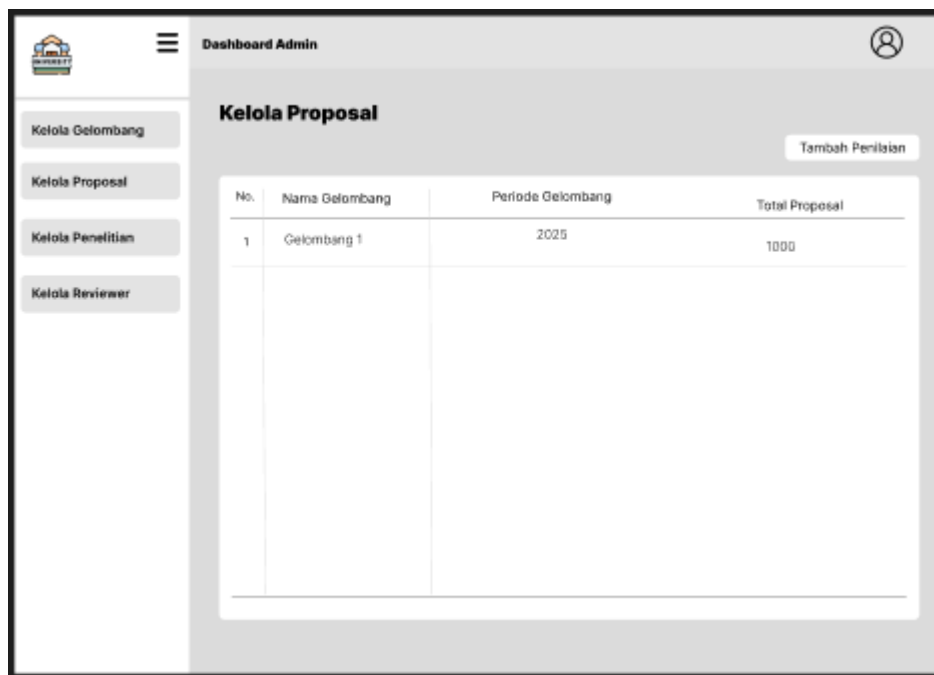 UNIVERSITY
Dashboard Admin
Kelola Gelombang
Kelola Proposal
Kelola Penelitian
Kelola Reviewer
Kelola Proposal
Tambah Penilaian
No. Nama Gelombang Periode Gelombang Total Proposal
1 Gelombang 1 2025 1000